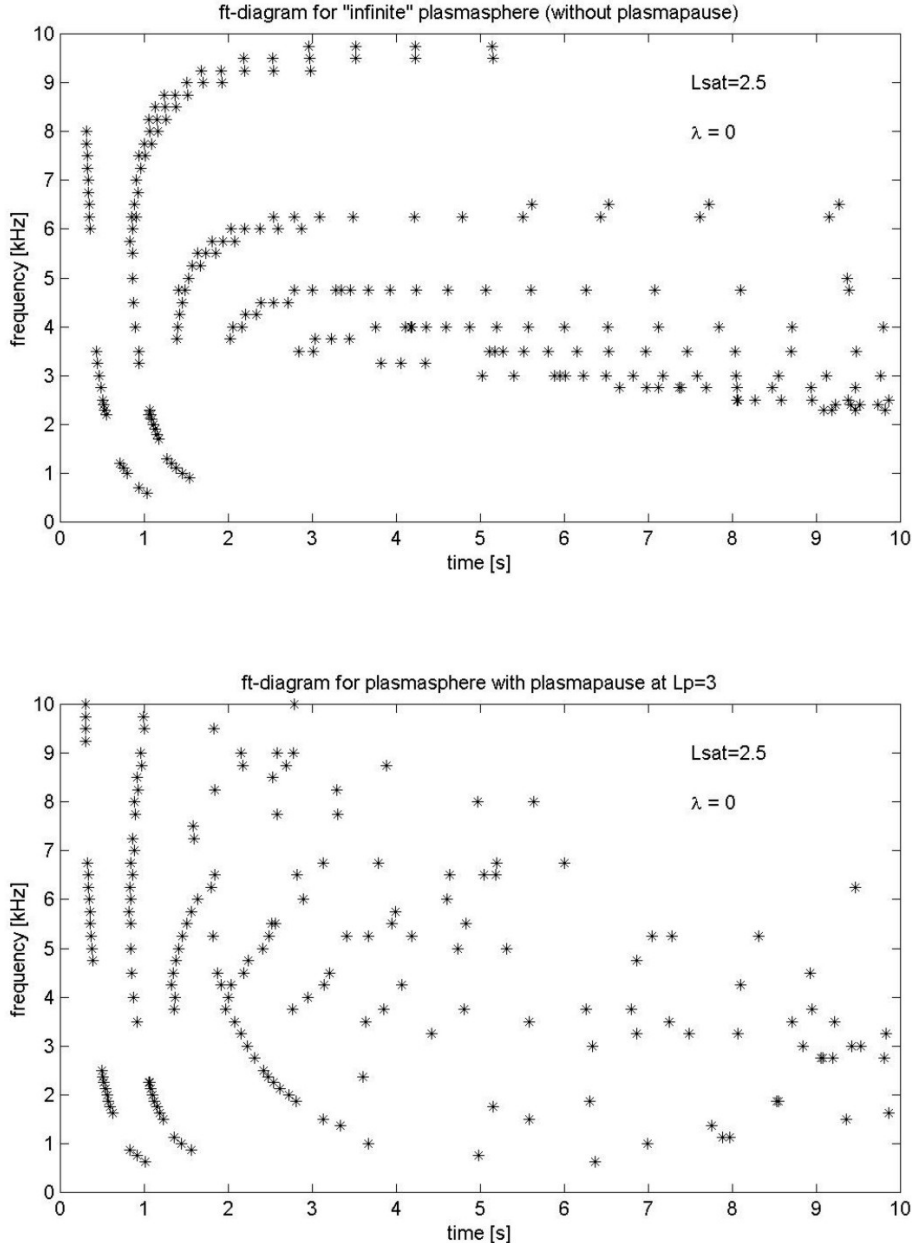 ft-diagram for "infinite" plasmasphere (without plasmapause)
10
9
8
7
6
5
4
3
2
1
0
frequency [kHz]
Lsat=2.5
λ = 0
0 1 2 3 4 5 6 7 8 9 10
time [s]
ft-diagram for plasmasphere with plasmapause at Lp=3
10
9
8
7
6
5
4
3
2
1
0
frequency [kHz]
Lsat=2.5
λ = 0
0 1 2 3 4 5 6 7 8 9 10
time [s]